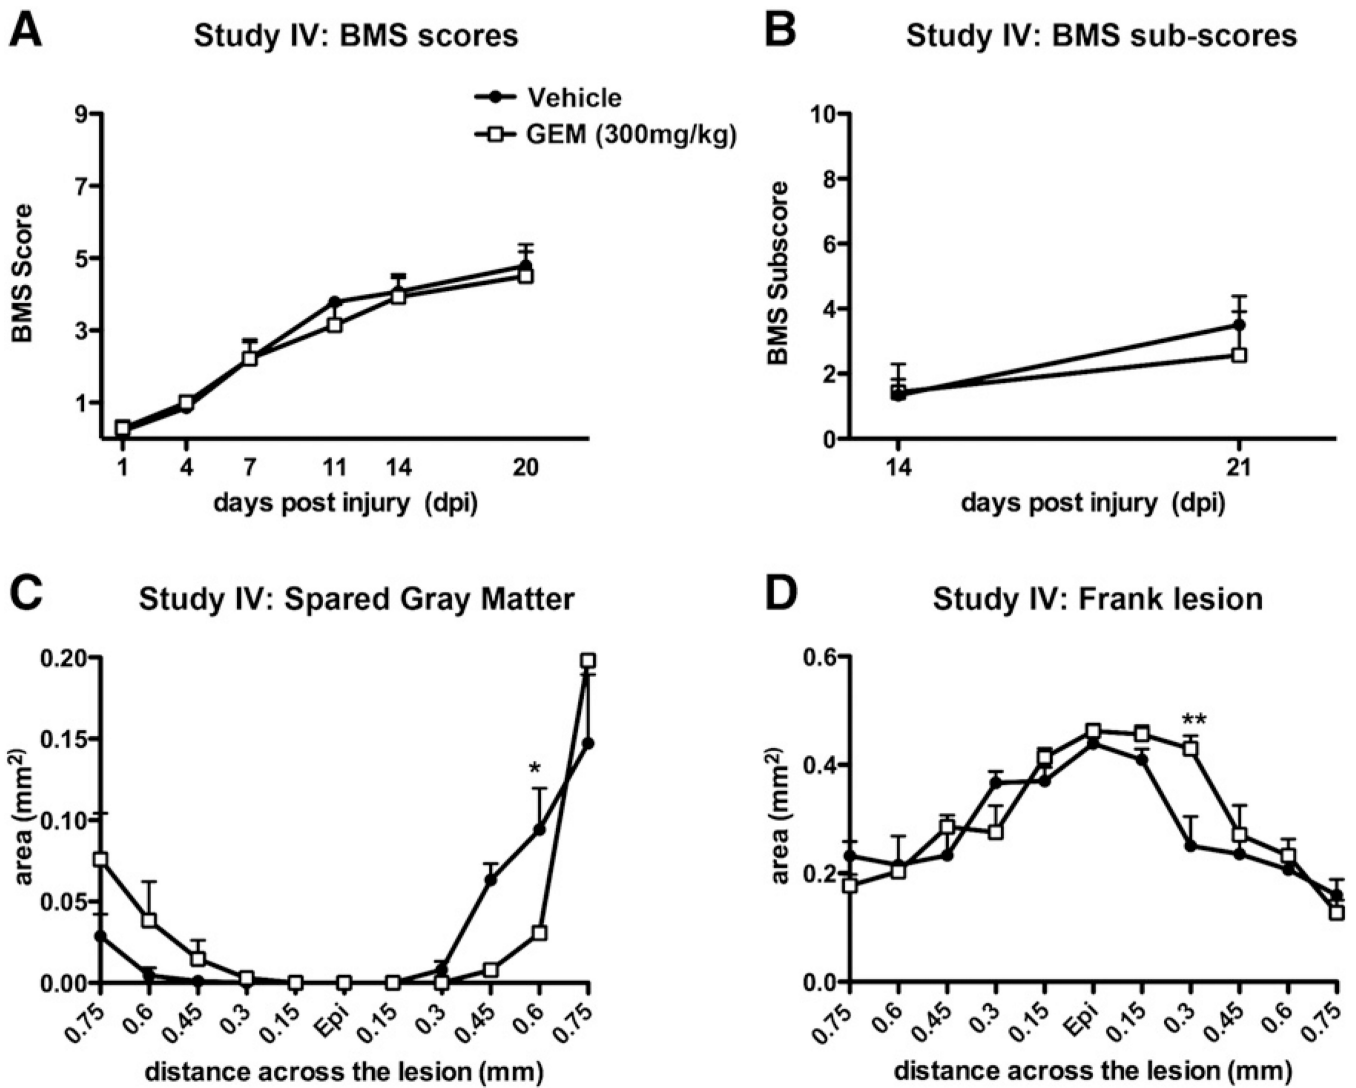 A
Study IV: BMS scores
Vehicle
GEM (300mg/kg)
BMS Score
9
7
5
3
1
1 4 7 11 14 20
days post injury (dpi)
B
Study IV: BMS sub-scores
BMS Subscore
10
8
6
4
2
0
14 21
days post injury (dpi)
C
Study IV: Spared Gray Matter
area (mm²)
0.20
0.15
0.10
0.05
0.00
*
0.75 0.6 0.45 0.3 0.15 Epi 0.15 0.3 0.45 0.6 0.75
distance across the lesion (mm)
D
Study IV: Frank lesion
area (mm²)
0.6
0.4
0.2
0.0
**
0.75 0.6 0.45 0.3 0.15 Epi 0.15 0.3 0.45 0.6 0.75
distance across the lesion (mm)